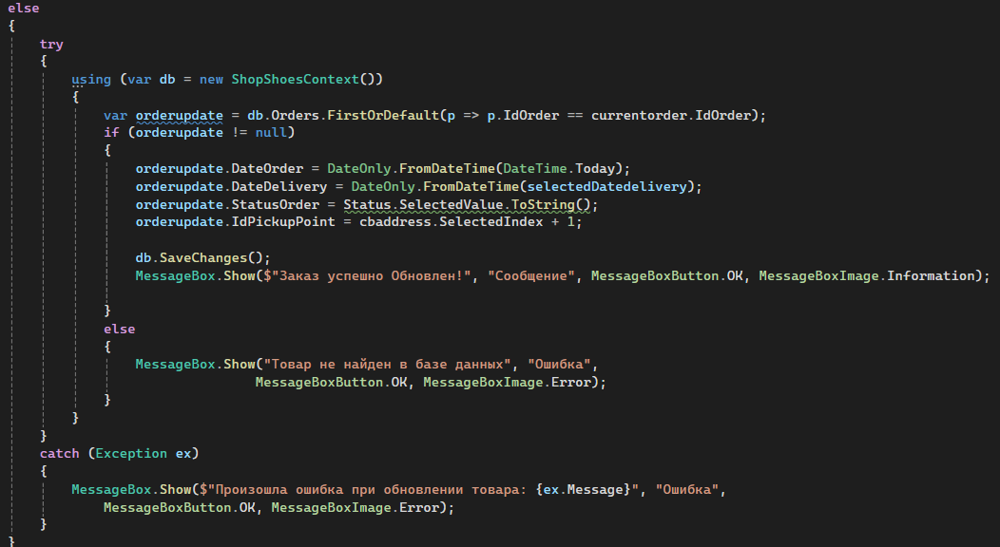 else
{
try
{
using (var db = new ShopShoesContext())
{
var orderupdate = db.Orders.FirstOrDefault(p => p.IdOrder == currentorder.IdOrder);
if (orderupdate != null)
{
orderupdate.DateOrder = DateOnly.FromDateTime(DateTime.Today);
orderupdate.DateDelivery = DateOnly.FromDateTime(selectedDatedelivery);
orderupdate.StatusOrder = Status.SelectedValue.ToString();
orderupdate.IdPickupPoint = cbaddress.SelectedIndex + 1;
db.SaveChanges();
MessageBox.Show($"Заказ успешно Обновлен!", "Сообщение", MessageBoxButton.OK, MessageBoxImage.Information);
}
else
{
MessageBox.Show("Товар не найден в базе данных", "Ошибка",
MessageBoxButton.OK, MessageBoxImage.Error);
}
}
}
catch (Exception ex)
{
MessageBox.Show($"Произошла ошибка при обновлении товара: {ex.Message}", "Ошибка",
MessageBoxButton.OK, MessageBoxImage.Error);
}
}